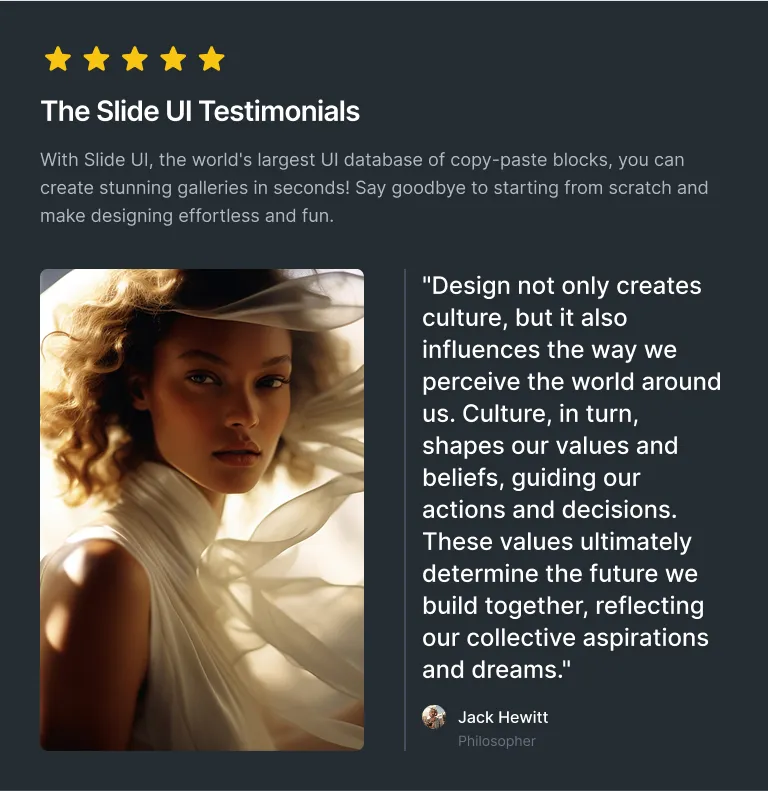 The Slide UI Testimonials
With Slide UI, the world's largest UI database of copy-paste blocks, you can
create stunning galleries in seconds! Say goodbye to starting from scratch and
make designing effortless and fun.
"Design not only creates
culture, but it also
influences the way we
perceive the world around
us. Culture, in turn,
shapes our values and
beliefs, guiding our
actions and decisions.
These values ultimately
determine the future we
build together, reflecting
our collective aspirations
and dreams."
Jack Hewitt
Philosopher